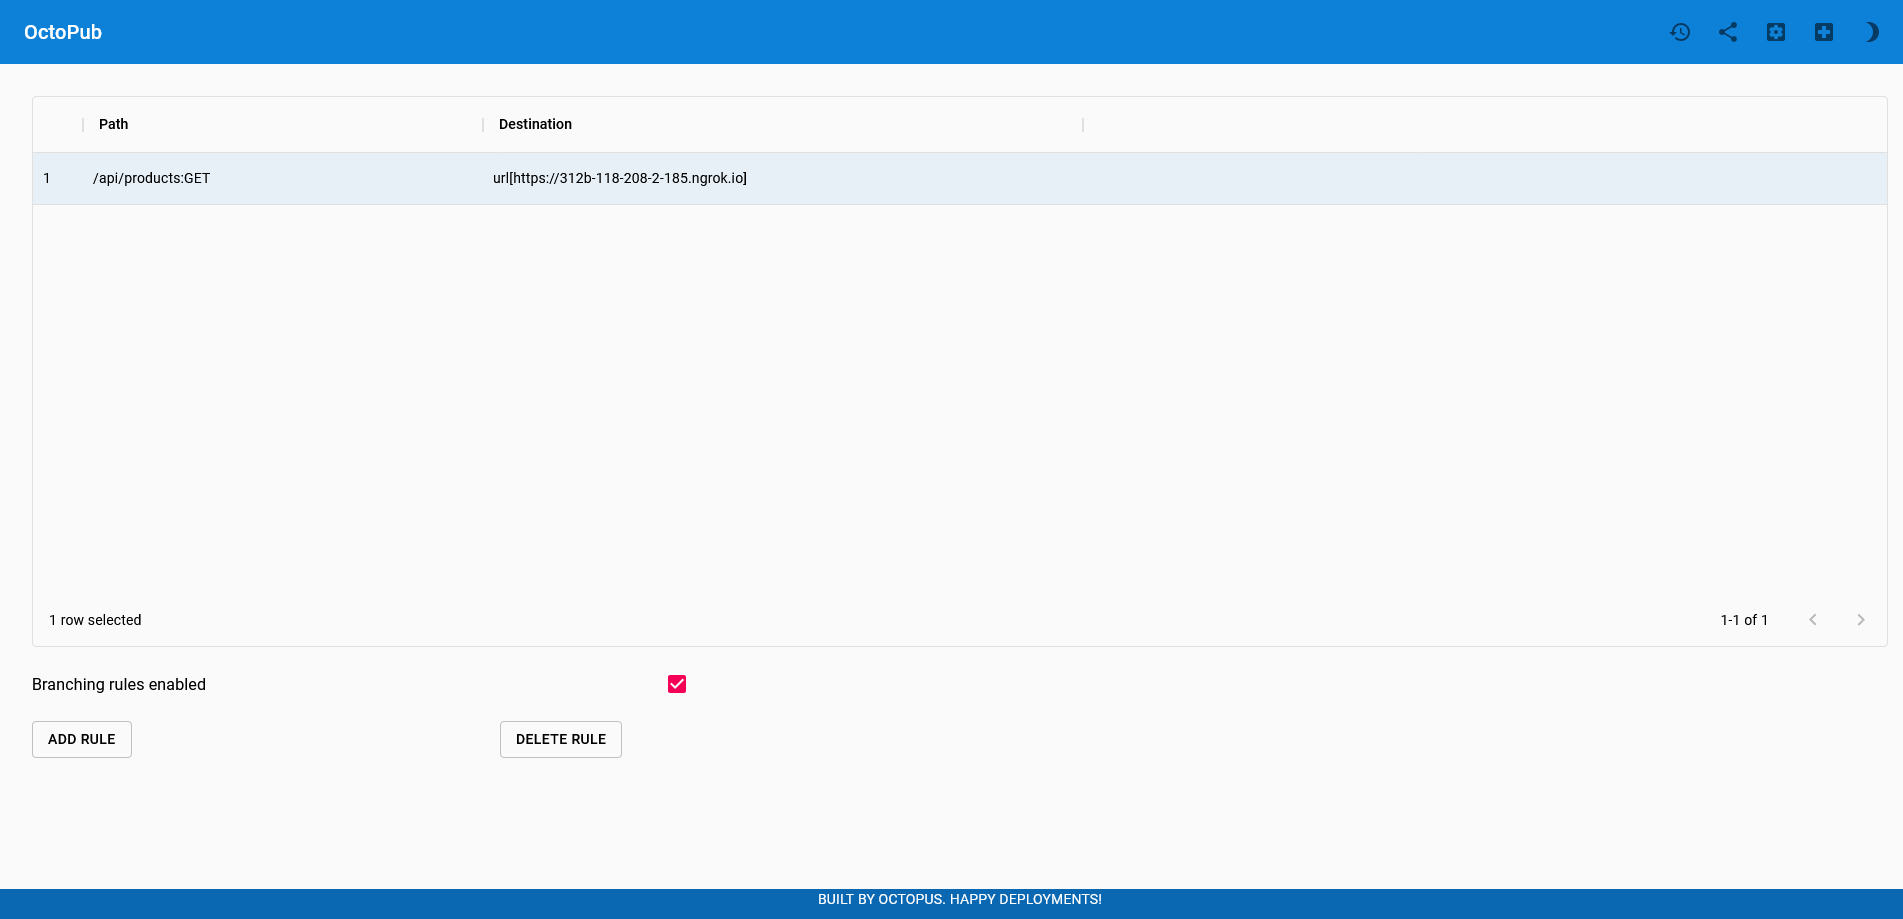 OctoPub
Path Destination
1 /api/products:GET url[https://312b-118-208-2-185.ngrok.io]
1 row selected 1-1 of 1
Branching rules enabled
ADD RULE DELETE RULE
BUILT BY OCTOPUS. HAPPY DEPLOYMENTS!